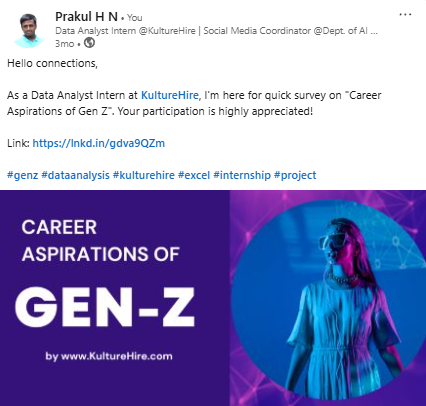 Prakul H N • You
Data Analyst Intern @KultureHire | Social Media Coordinator @Dept. of AI ...
3mo •
Hello connections,
As a Data Analyst Intern at KultureHire, I'm here for quick survey on "Career
Aspirations of Gen Z". Your participation is highly appreciated!
Link: https://lnkd.in/gdva9QZm
#genz #dataanalysis #kulturehire #excel #internship #project
CAREER
ASPIRATIONS OF
GEN-Z
by www.KultureHire.com